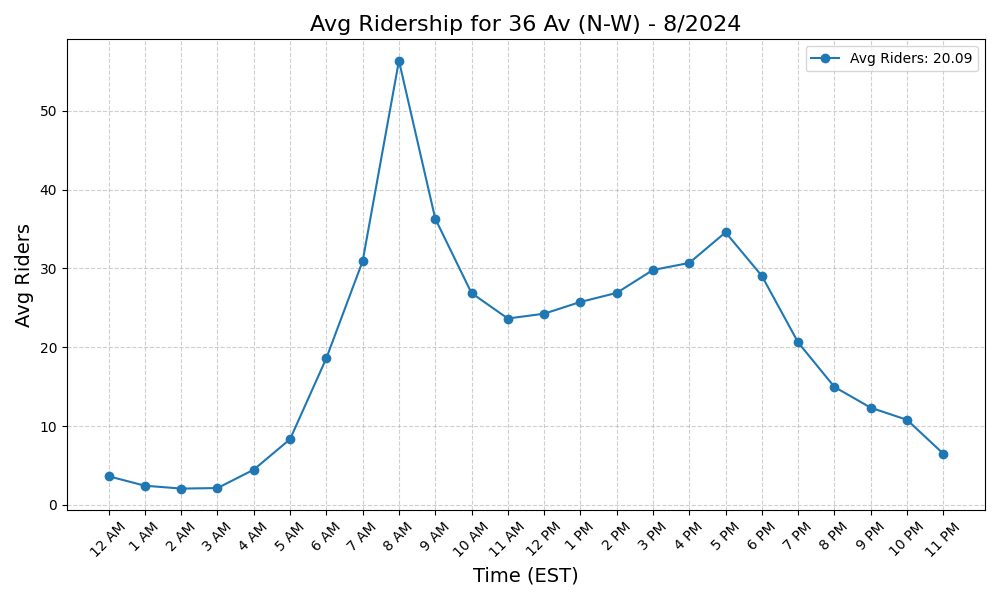 Avg Ridership for 36 Av (N-W) - 8/2024
Avg Riders: 20.09
Avg Riders
50
40
30
20
10
0
12 AM
1 AM
2 AM
3 AM
4 AM
5 AM
6 AM
7 AM
8 AM
9 AM
10 AM
11 AM
12 PM
1 PM
2 PM
3 PM
4 PM
5 PM
6 PM
7 PM
8 PM
9 PM
10 PM
11 PM
Time (EST)